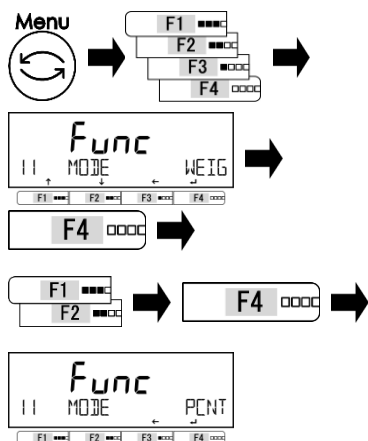 Menu
F1
F2
F3
F4
Func
11 MODE WEIG
F1 F2 F3 F4
F4
F1
F2
F4
Func
11 MODE PCNT
F1 F2 F3 F4